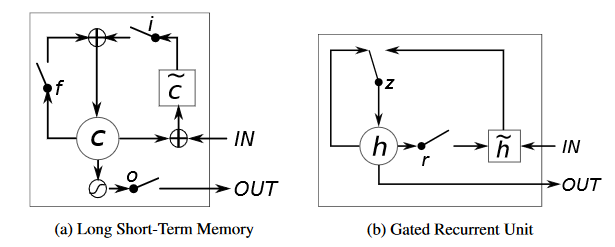 i
f
c̃
z
c
IN
h
r
h̃
IN
o
OUT
OUT
(a) Long Short-Term Memory
(b) Gated Recurrent Unit